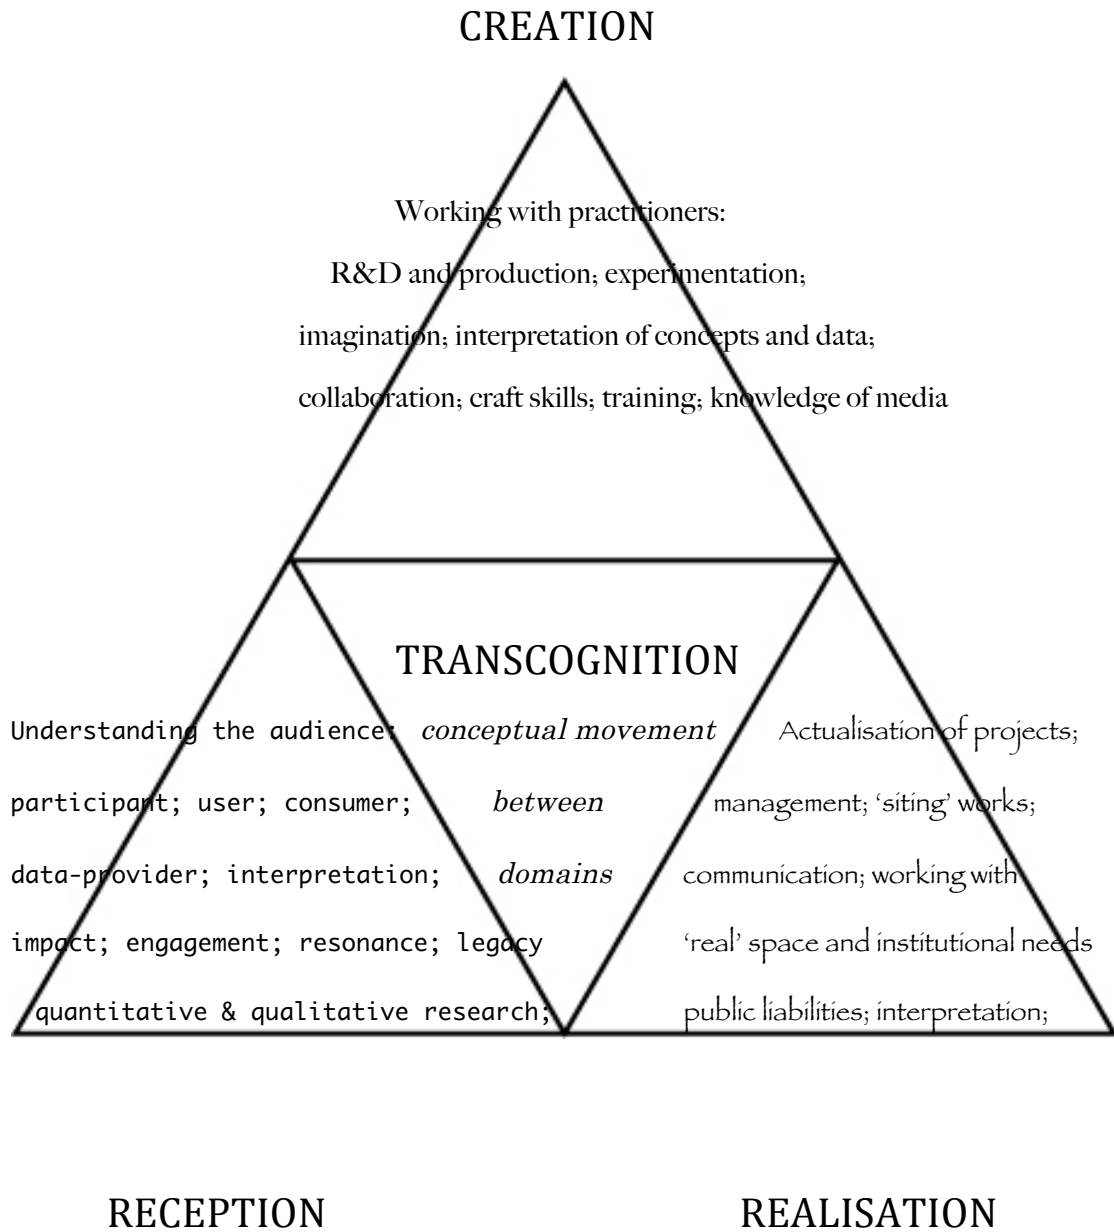 CREATION
Working with practitioners:
R&D and production; experimentation;
imagination; interpretation of concepts and data;
collaboration; craft skills; training; knowledge of media
TRANSCOGNITION
conceptual movement
between
domains
Understanding the audience:
participant; user; consumer;
data-provider; interpretation;
impact; engagement; resonance; legacy
quantitative & qualitative research;
Actualisation of projects;
management; ‘siting’ works;
communication; working with
‘real’ space and institutional needs
public liabilities; interpretation;
RECEPTION
REALISATION